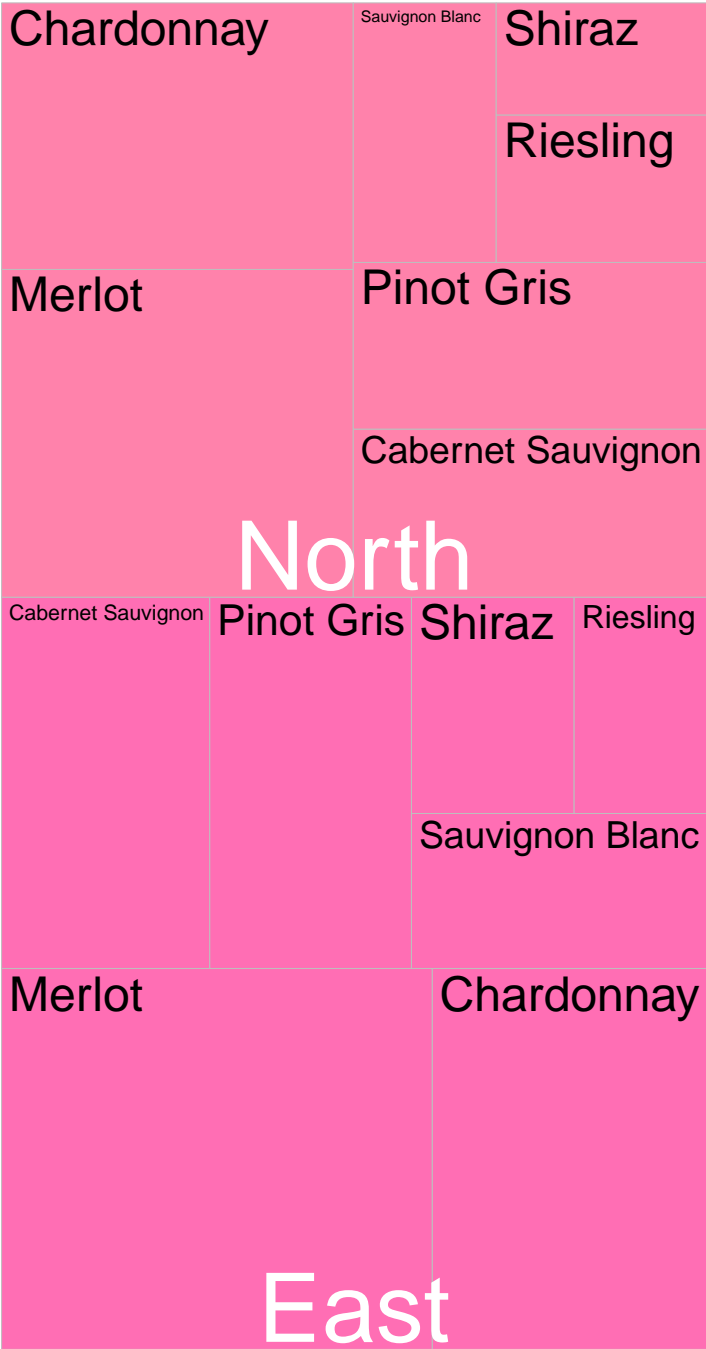 Chardonnay
Sauvignon Blanc
Shiraz
Riesling
Merlot
Pinot Gris
Cabernet Sauvignon
North
Cabernet Sauvignon
Pinot Gris
Shiraz
Riesling
Sauvignon Blanc
Merlot
Chardonnay
East